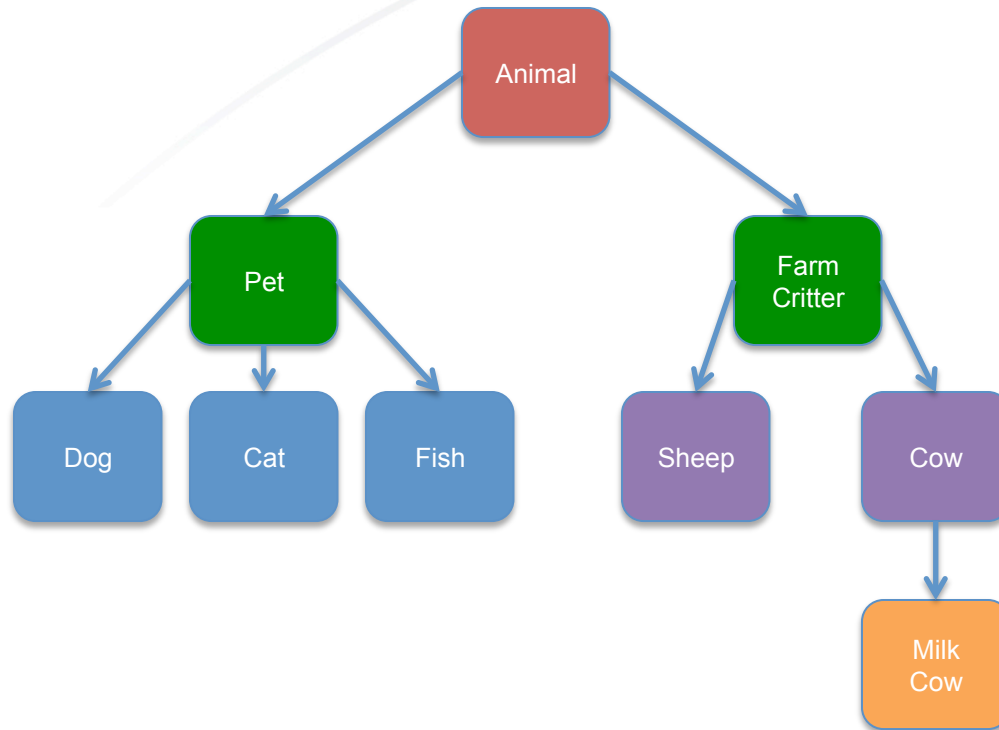 Animal
Pet
Farm
Critter
Dog
Cat
Fish
Sheep
Cow
Milk
Cow